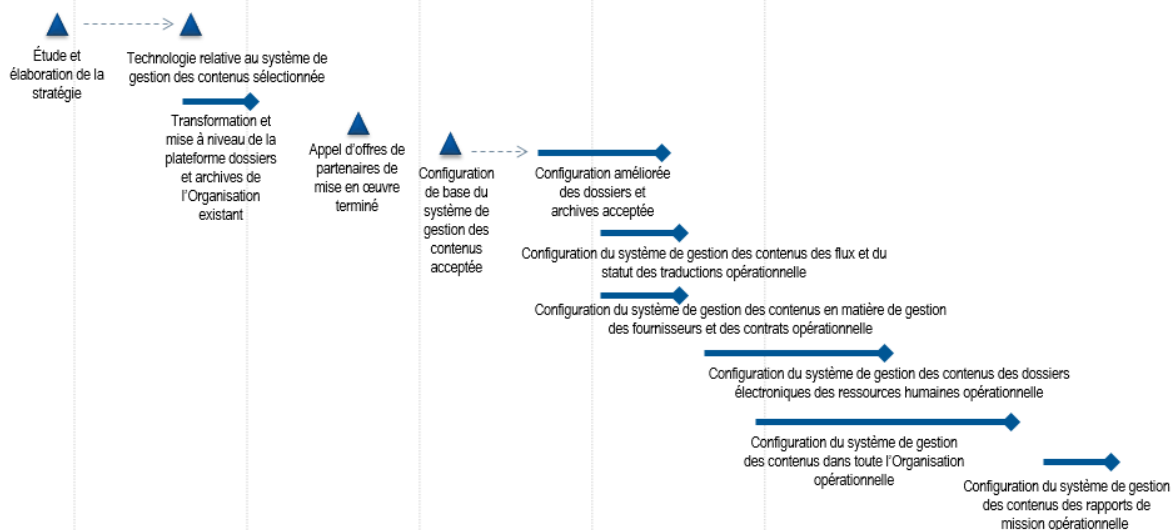 Étude et
élaboration de la
stratégie
Technologie relative au système de
gestion des contenus sélectionnée
Transformation et
mise à niveau de la
plateforme dossiers
et archives de
l’Organisation
existant
Appel d’offres de
partenaires de
mise en œuvre
terminé
Configuration
de base du
système de
gestion des
contenus
acceptée
Configuration améliorée
des dossiers et
archives acceptée
Configuration du système de gestion des contenus des flux et du
statut des traductions opérationnelle
Configuration du système de gestion des contenus en matière de gestion
des fournisseurs et des contrats opérationnelle
Configuration du système de gestion des contenus des dossiers
électroniques des ressources humaines opérationnelle
Configuration du système de gestion
des contenus dans toute l’Organisation
opérationnelle
Configuration du système de gestion
des contenus des rapports de
mission opérationnelle